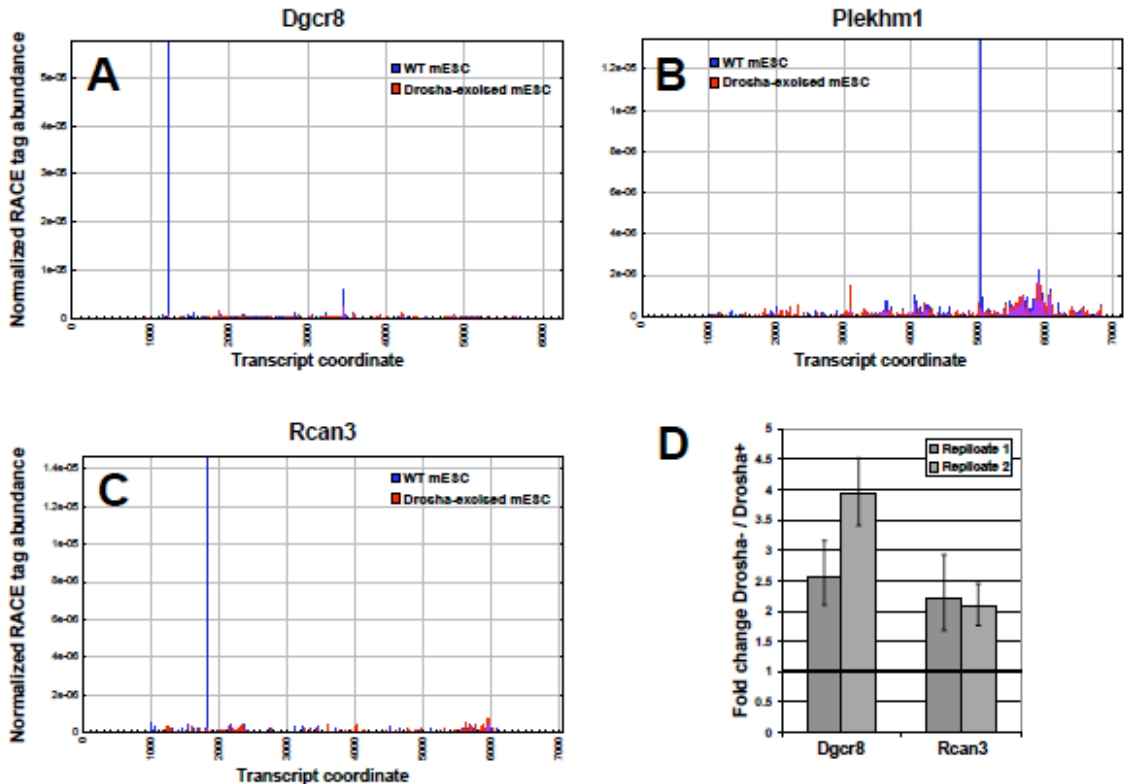 Dgcr8
A
WT mESC
Drosha-excised mESC
Normalized RACE tag abundance
5e-05
4e-05
3e-05
2e-05
1e-05
0
0
1000
2000
3000
4000
5000
6000
Transcript coordinate
Plekhm1
B
WT mESC
Drosha-excised mESC
1.2e-05
1e-05
8e-06
6e-06
4e-06
2e-06
0
0
1000
2000
3000
4000
5000
6000
7000
Transcript coordinate
Rcan3
C
WT mESC
Drosha-excised mESC
Normalized RACE tag abundance
1.4e-05
1.2e-05
1e-05
8e-06
6e-06
4e-06
2e-06
0
0
1000
2000
3000
4000
5000
6000
7000
Transcript coordinate
D
Replicate 1
Replicate 2
Fold change Drosha- / Drosha+
5
4.5
4
3.5
3
2.5
2
1.5
1
0.5
0
Dgcr8
Rcan3